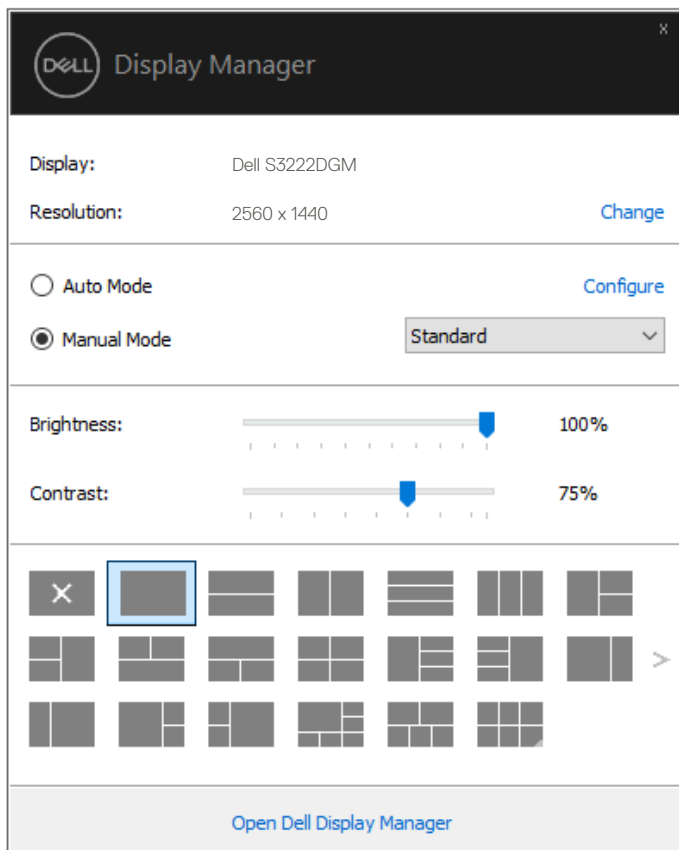 x
DELL Display Manager
Display: Dell S3222DGM
Resolution: 2560 x 1440 Change
Auto Mode Configure
Manual Mode Standard
Brightness: 100%
Contrast: 75%
Open Dell Display Manager